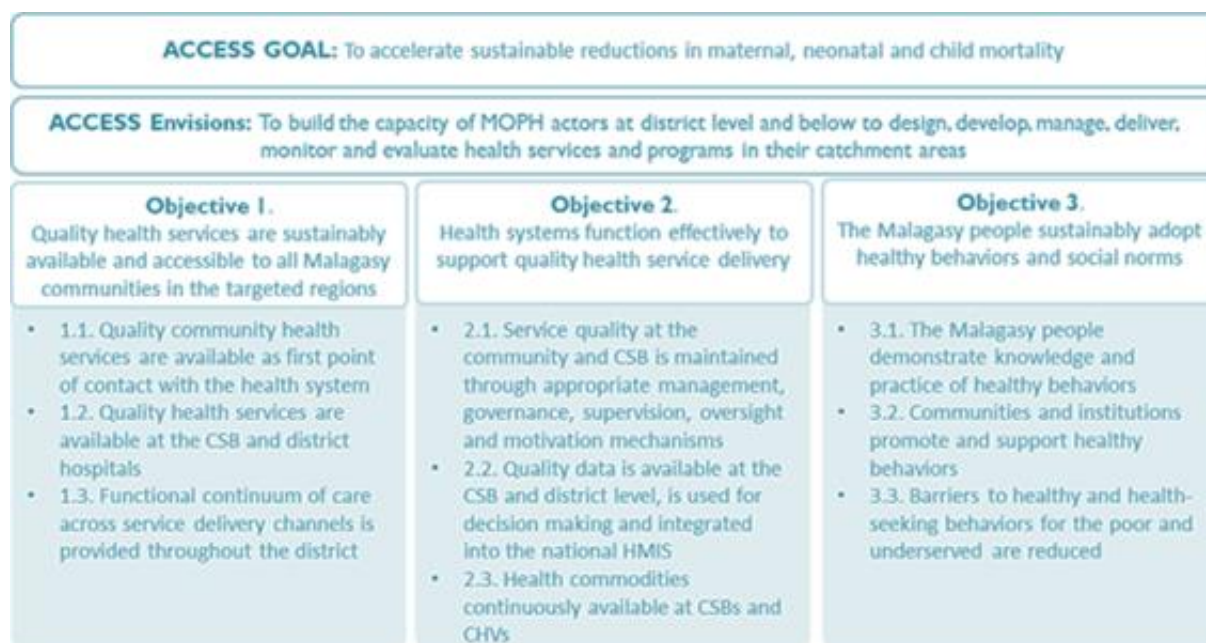 ACCESS GOAL: To accelerate sustainable reductions in maternal, neonatal and child mortality
ACCESS Envisions: To build the capacity of MOPH actors at district level and below to design, develop, manage, deliver,
monitor and evaluate health services and programs in their catchment areas
Objective 1.
Quality health services are sustainably
available and accessible to all Malagasy
communities in the targeted regions
• 1.1. Quality community health
services are available as first point
of contact with the health system
• 1.2. Quality health services are
available at the CSB and district
hospitals
• 1.3. Functional continuum of care
across service delivery channels is
provided throughout the district
Objective 2.
Health systems function effectively to
support quality health service delivery
• 2.1. Service quality at the
community and CSB is maintained
through appropriate management,
governance, supervision, oversight
and motivation mechanisms
• 2.2. Quality data is available at the
CSB and district level, is used for
decision making and integrated
into the national HMIS
• 2.3. Health commodities
continuously available at CSBs and
CHVs
Objective 3.
The Malagasy people sustainably adopt
healthy behaviors and social norms
• 3.1. The Malagasy people
demonstrate knowledge and
practice of healthy behaviors
• 3.2. Communities and institutions
promote and support healthy
behaviors
• 3.3. Barriers to healthy and health-
seeking behaviors for the poor and
underserved are reduced